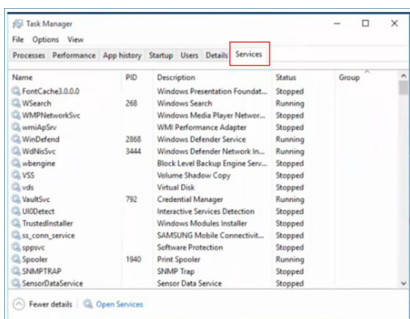 Task Manager
File Options View
Processes Performance App history Startup Users Details Services
Name PID Description Status Group
FontCache3.0.0.0 Windows Presentation Foundat... Stopped
WSearch 268 Windows Search Running
WMPNetworkSvc Windows Media Player Networ... Stopped
wmiApSrv WMI Performance Adapter Stopped
WinDefend 2868 Windows Defender Service Running
WdNisSvc 3444 Windows Defender Network In... Running
wbengine Block Level Backup Engine Serv... Stopped
VSS Volume Shadow Copy Stopped
vds Virtual Disk Stopped
VaultSvc 792 Credential Manager Running
UI0Detect Interactive Services Detection Stopped
TrustedInstaller Windows Modules Installer Stopped
ss_conn_service SAMSUNG Mobile Connectivit... Stopped
sppsvc Software Protection Stopped
Spooler 1940 Print Spooler Running
SNMPTRAP SNMP Trap Stopped
SensorDataService Sensor Data Service Stopped
Fewer details Open Services